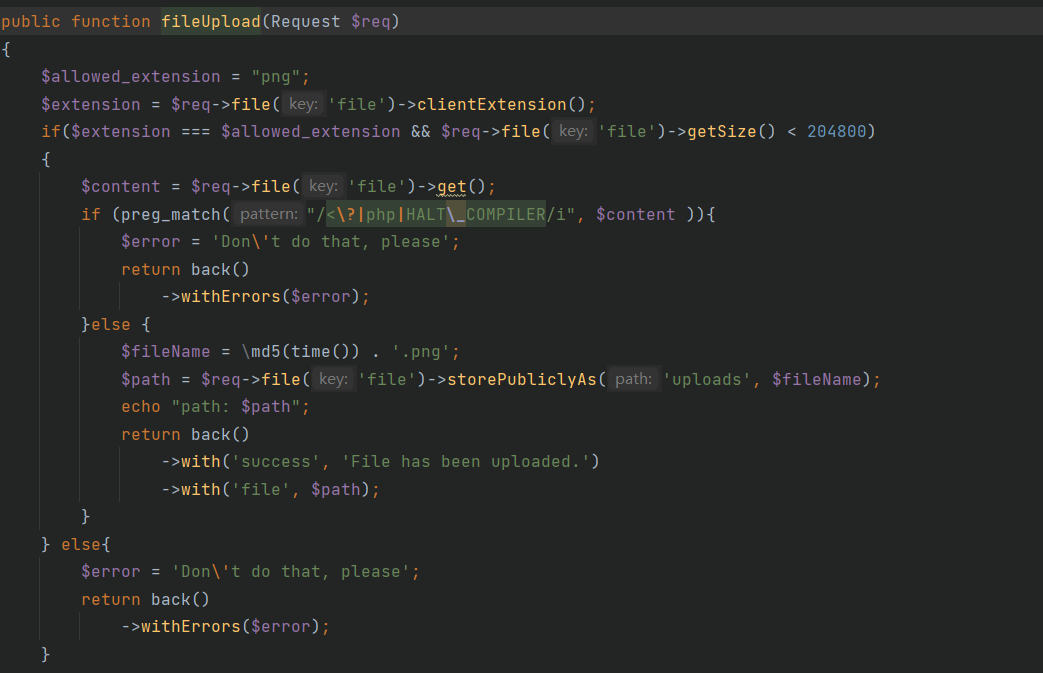 public function fileUpload(Request $req)
{
    $allowed_extension = "png";
    $extension = $req->file( key: 'file')->clientExtension();
    if($extension === $allowed_extension && $req->file( key: 'file')->getSize() < 204800)
    {
        $content = $req->file( key: 'file')->get();
        if (preg_match( pattern: "/<\?|php|HALT\_COMPILER/i", $content )){
            $error = 'Don\'t do that, please';
            return back()
                ->withErrors($error);
        }else {
            $fileName = \md5(time()) . '.png';
            $path = $req->file( key: 'file')->storePubliclyAs( path: 'uploads', $fileName);
            echo "path: $path";
            return back()
                ->with('success', 'File has been uploaded.')
                ->with('file', $path);
        }
    } else{
        $error = 'Don\'t do that, please';
        return back()
            ->withErrors($error);
    }